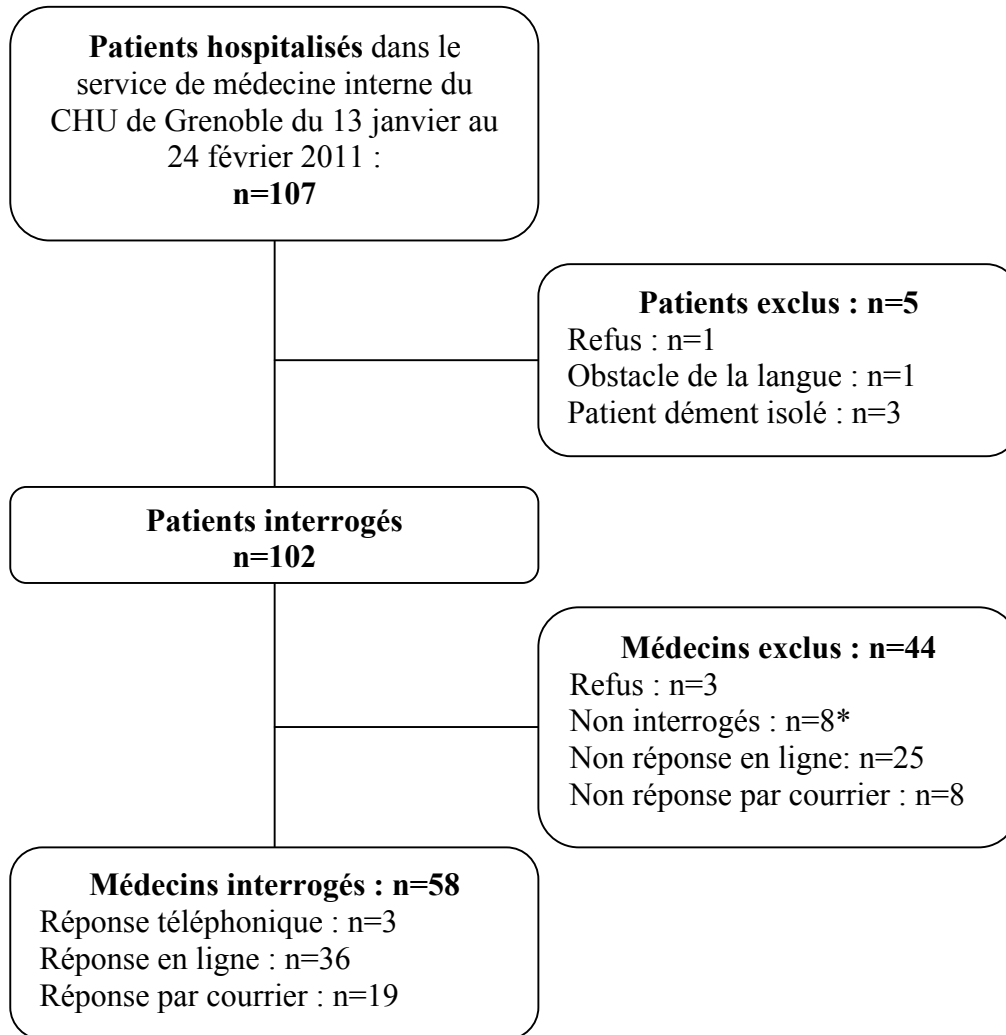 Patients hospitalisés dans le
service de médecine interne du
CHU de Grenoble du 13 janvier au
24 février 2011 :
n=107
Patients exclus : n=5
Refus : n=1
Obstacle de la langue : n=1
Patient dément isolé : n=3
Patients interrogés
n=102
Médecins exclus : n=44
Refus : n=3
Non interrogés : n=8*
Non réponse en ligne: n=25
Non réponse par courrier : n=8
Médecins interrogés : n=58
Réponse téléphonique : n=3
Réponse en ligne : n=36
Réponse par courrier : n=19